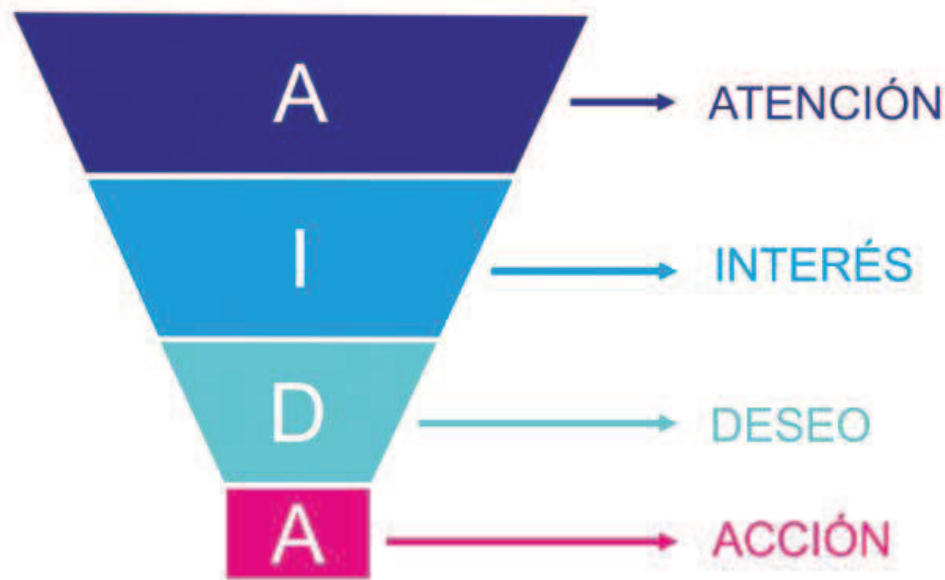 A
ATENCIÓN
I
INTERÉS
D
DESEO
A
ACCIÓN